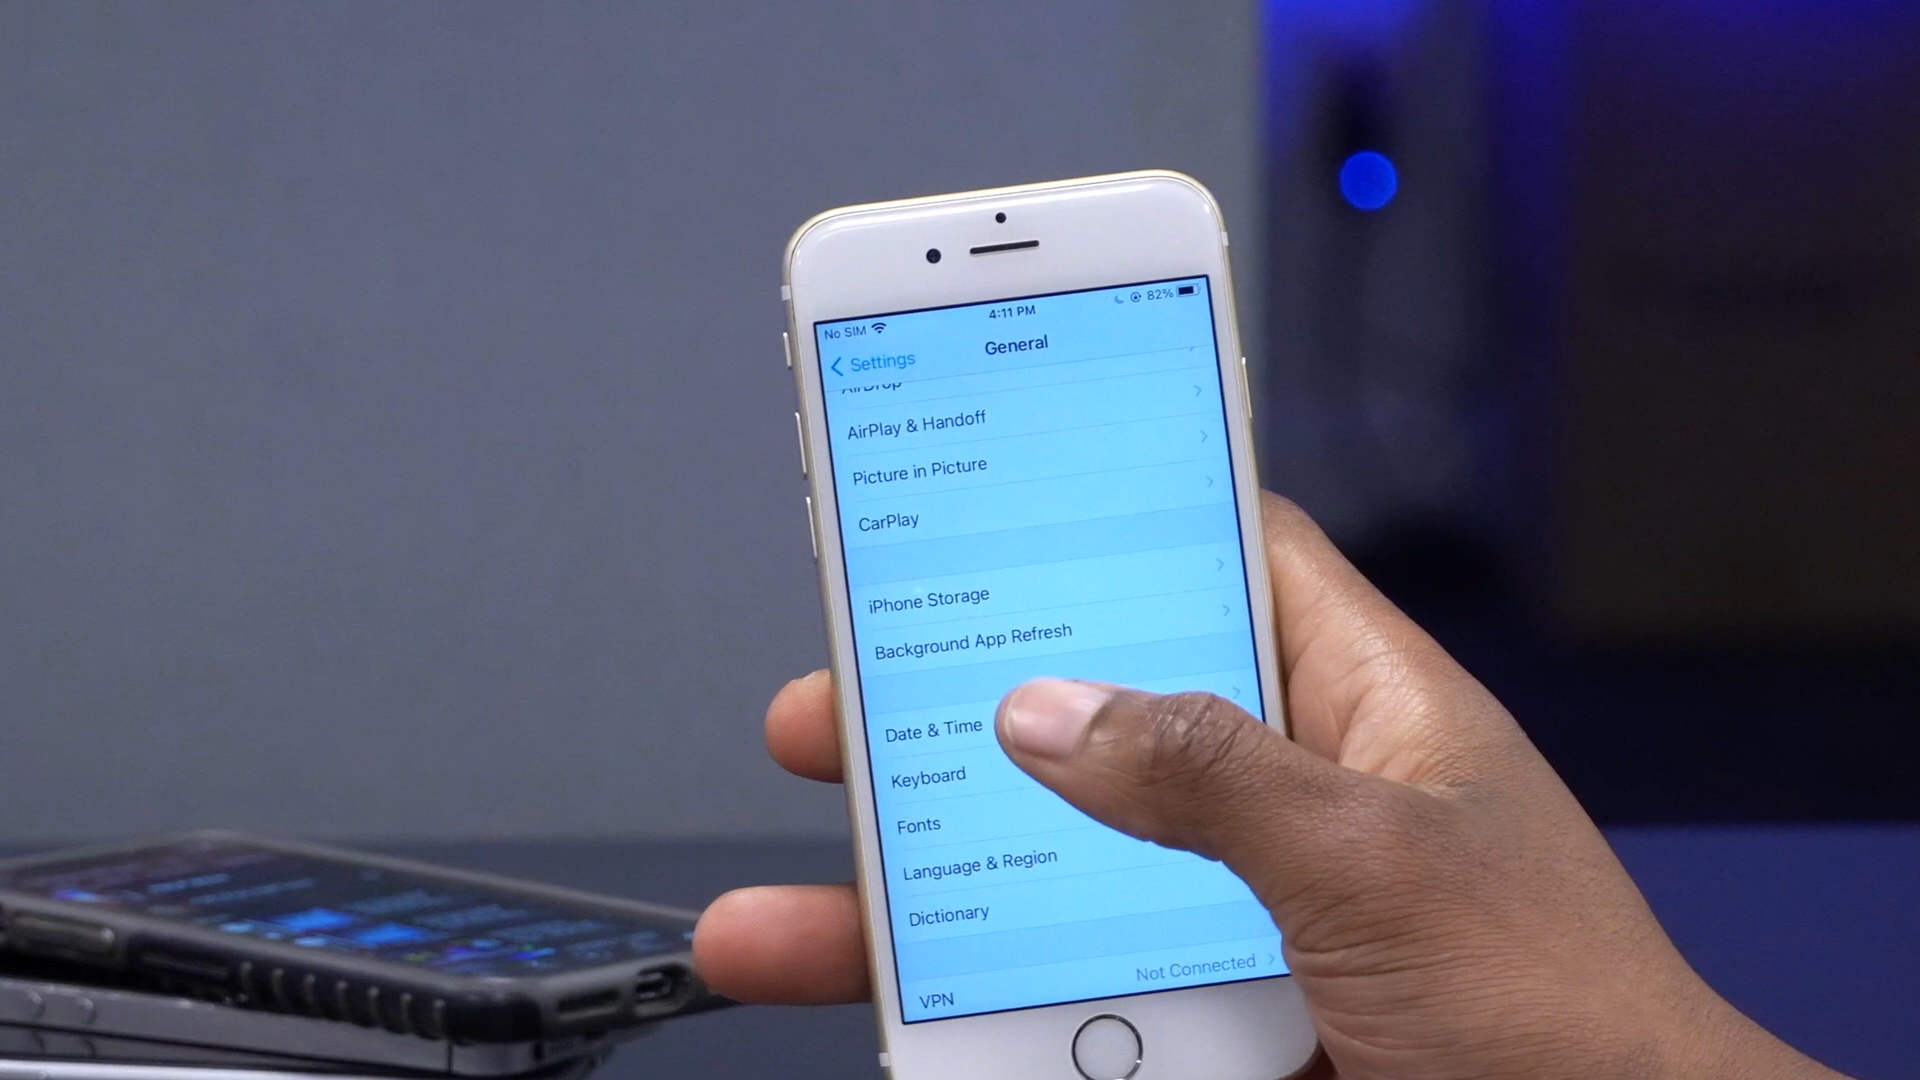 No SIM 4:11 PM 82%
Settings General
AirDrop
AirPlay & Handoff
Picture in Picture
CarPlay
iPhone Storage
Background App Refresh
Date & Time
Keyboard
Fonts
Language & Region
Dictionary
VPN Not Connected